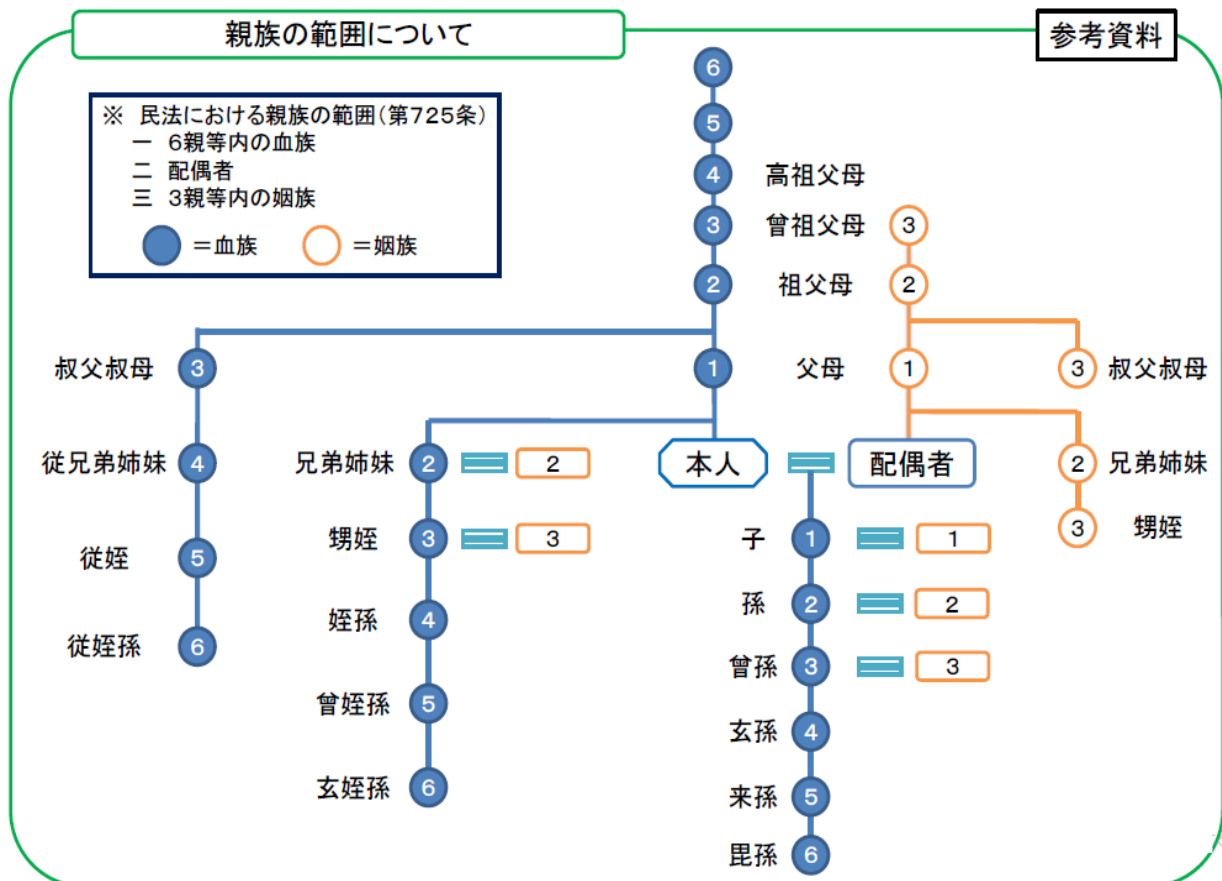 親族の範囲について
参考資料
※ 民法における親族の範囲(第725条)
一 6親等内の血族
二 配偶者
三 3親等内の姻族
=血族 =姻族
6
5
4 高祖父母
3 曾祖父母 3
2 祖父母 2
叔父叔母 3 1 父母 1 3 叔父叔母
従兄弟姉妹 4 兄弟姉妹 2 2 本人 配偶者 2 兄弟姉妹
甥姪 3 3 子 1 1 3 甥姪
従姪 5
孫 2 2
姪孫 4
従姪孫 6
曾孫 3 3
曾姪孫 5
玄孫 4
玄姪孫 6
来孫 5
毘孫 6